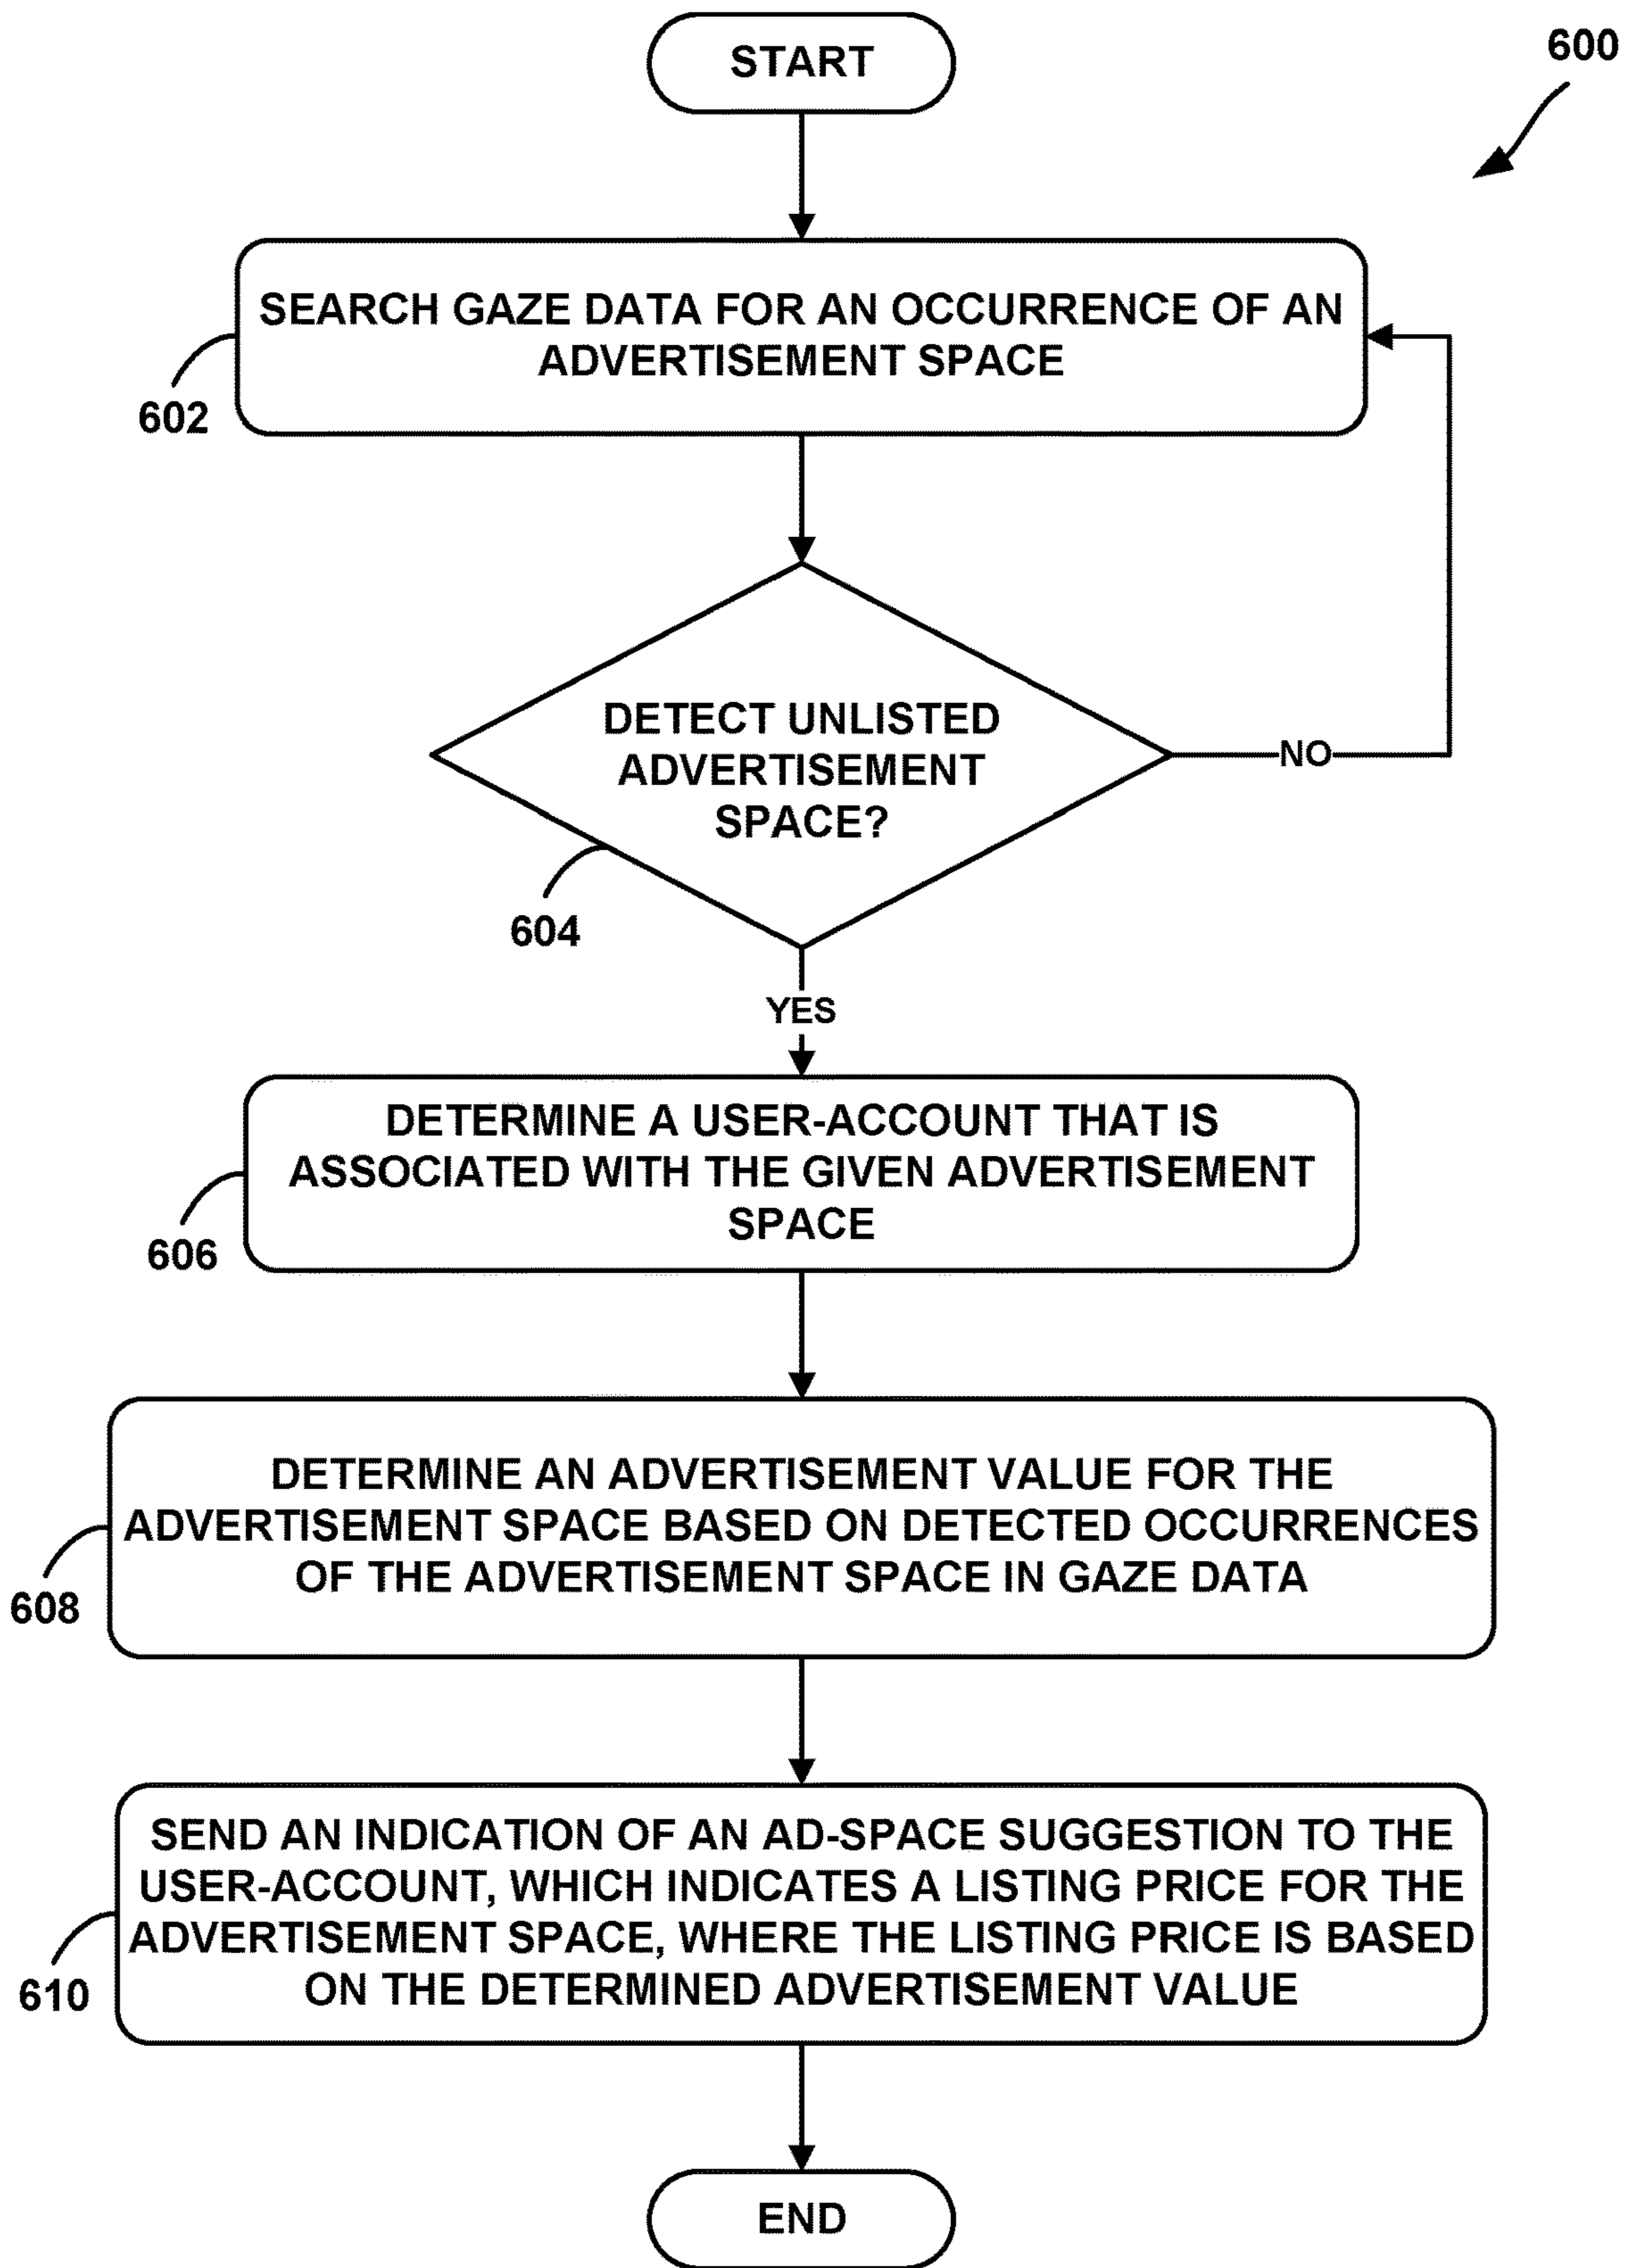 START
600
SEARCH GAZE DATA FOR AN OCCURRENCE OF AN
ADVERTISEMENT SPACE
602
DETECT UNLISTED
ADVERTISEMENT
SPACE?
NO
604
YES
DETERMINE A USER-ACCOUNT THAT IS
ASSOCIATED WITH THE GIVEN ADVERTISEMENT
SPACE
606
DETERMINE AN ADVERTISEMENT VALUE FOR THE
ADVERTISEMENT SPACE BASED ON DETECTED OCCURRENCES
OF THE ADVERTISEMENT SPACE IN GAZE DATA
608
SEND AN INDICATION OF AN AD-SPACE SUGGESTION TO THE
USER-ACCOUNT, WHICH INDICATES A LISTING PRICE FOR THE
ADVERTISEMENT SPACE, WHERE THE LISTING PRICE IS BASED
ON THE DETERMINED ADVERTISEMENT VALUE
610
END